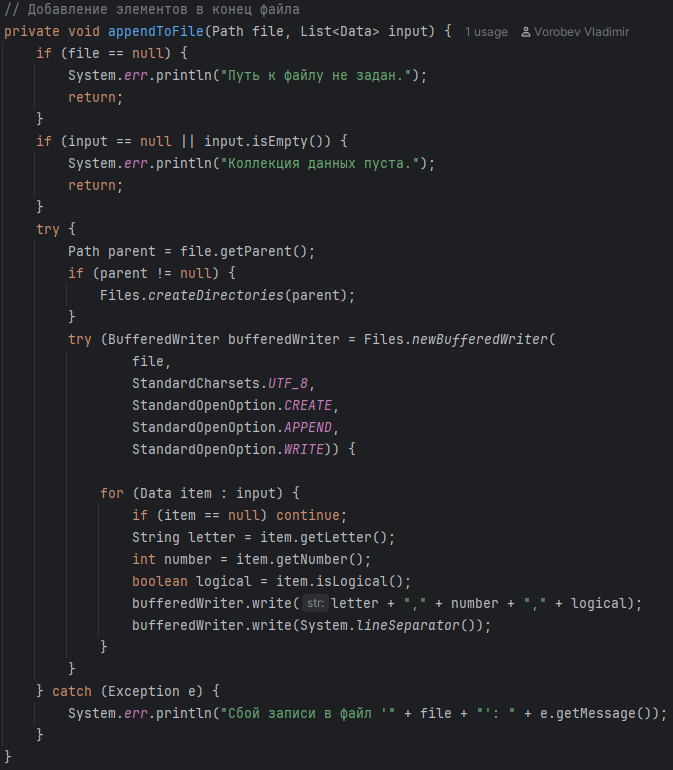 // Добавление элементов в конец файла
private void appendToFile(Path file, List<Data> input) { 1 usage Vorobev Vladimir
    if (file == null) {
        System.err.println("Путь к файлу не задан.");
        return;
    }
    if (input == null || input.isEmpty()) {
        System.err.println("Коллекция данных пуста.");
        return;
    }
    try {
        Path parent = file.getParent();
        if (parent != null) {
            Files.createDirectories(parent);
        }
        try (BufferedWriter bufferedWriter = Files.newBufferedWriter(
                file,
                StandardCharsets.UTF_8,
                StandardOpenOption.CREATE,
                StandardOpenOption.APPEND,
                StandardOpenOption.WRITE)) {

            for (Data item : input) {
                if (item == null) continue;
                String letter = item.getLetter();
                int number = item.getNumber();
                boolean logical = item.isLogical();
                bufferedWriter.write( str: letter + "," + number + "," + logical);
                bufferedWriter.write(System.lineSeparator());
            }
        }
    } catch (Exception e) {
        System.err.println("Сбой записи в файл '" + file + "': " + e.getMessage());
    }
}